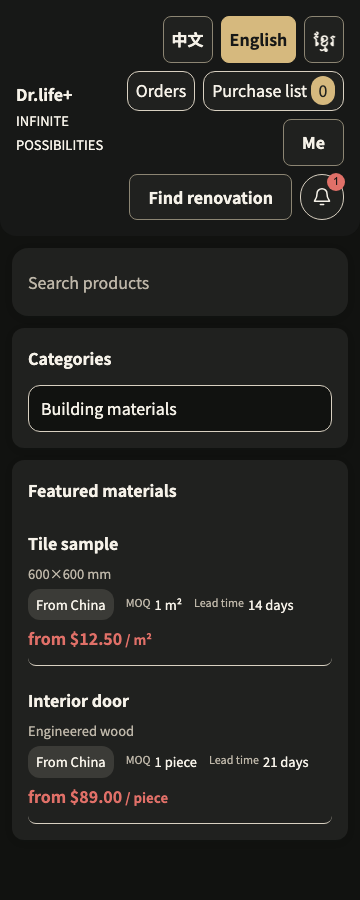 中文 English ខ្មែរ
Dr.life+
INFINITE
POSSIBILITIES
Orders Purchase list 0
Me
Find renovation 1
Search products
Categories
Building materials
Featured materials
Tile sample
600×600 mm
From China MOQ 1 m² Lead time 14 days
from $12.50 / m²
Interior door
Engineered wood
From China MOQ 1 piece Lead time 21 days
from $89.00 / piece